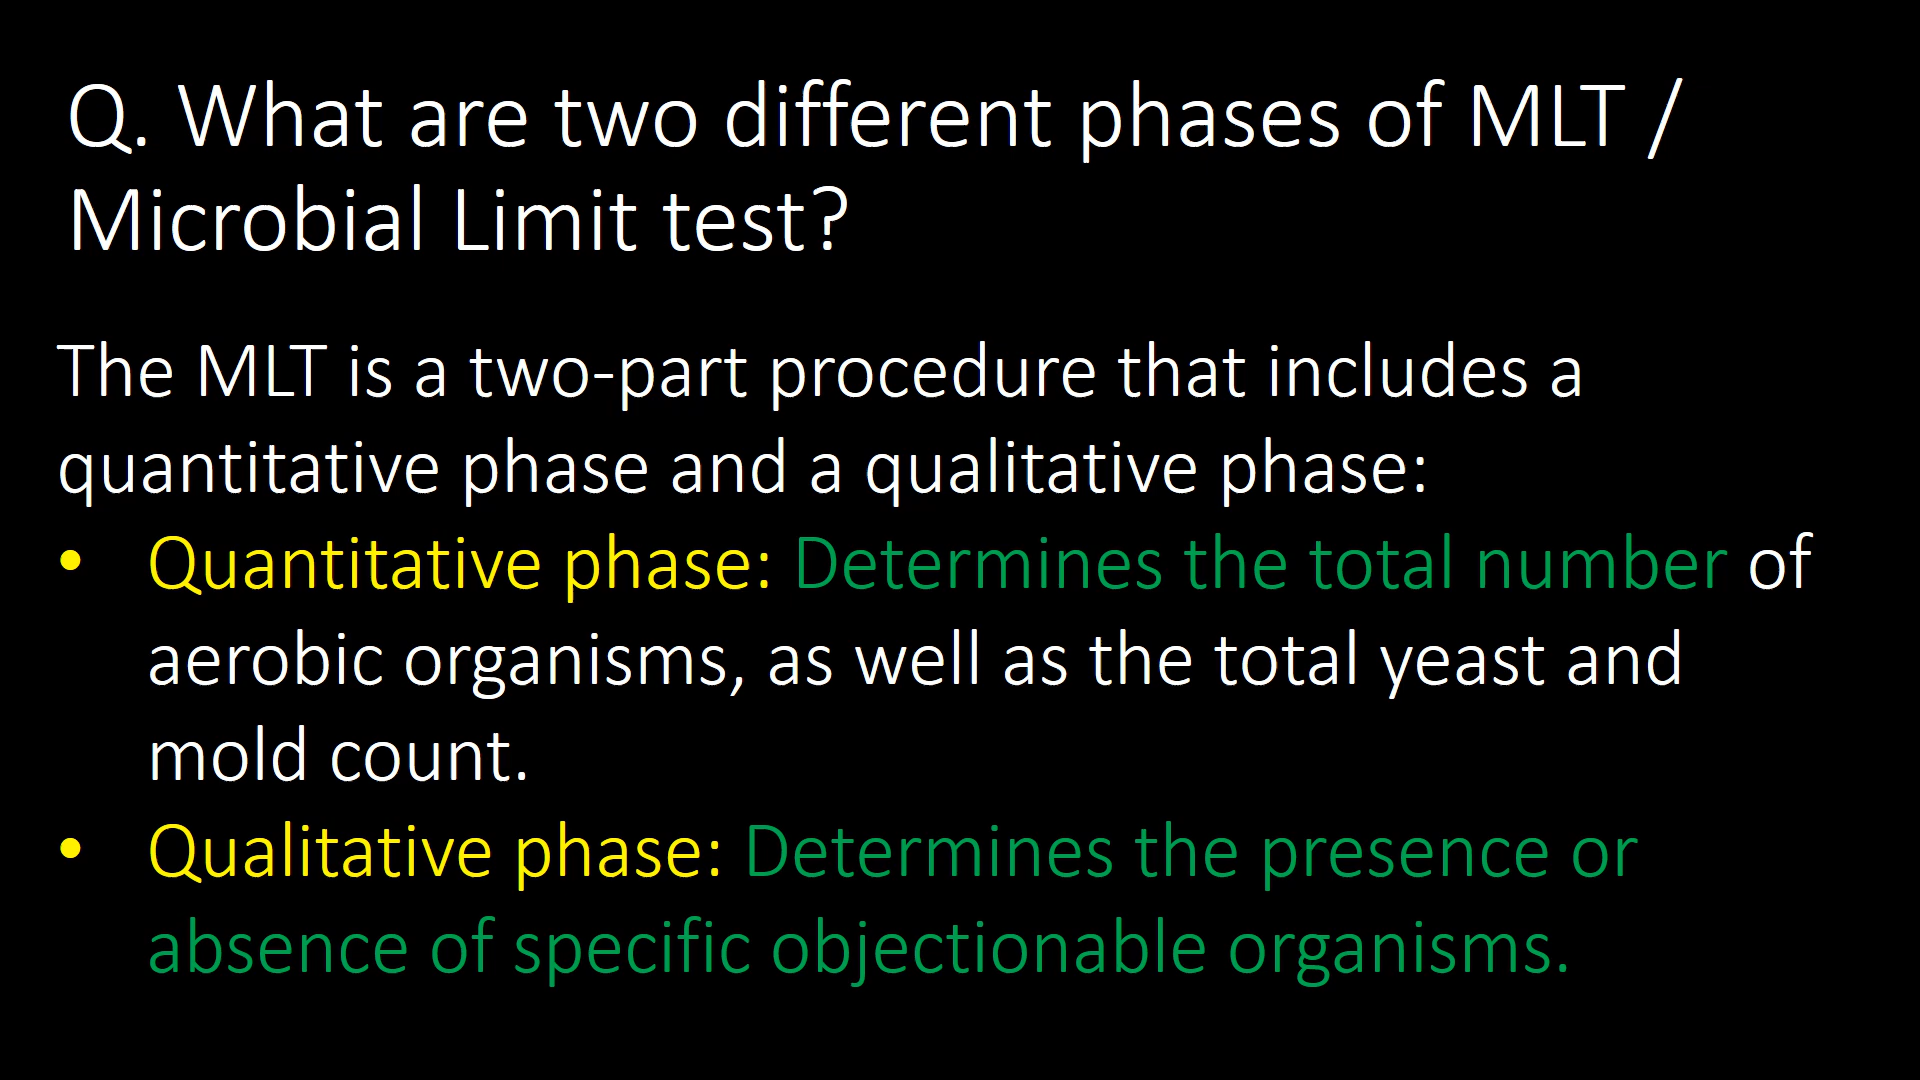 Q. What are two different phases of MLT /
Microbial Limit test?
The MLT is a two-part procedure that includes a
quantitative phase and a qualitative phase:
• Quantitative phase: Determines the total number of
aerobic organisms, as well as the total yeast and
mold count.
• Qualitative phase: Determines the presence or
absence of specific objectionable organisms.